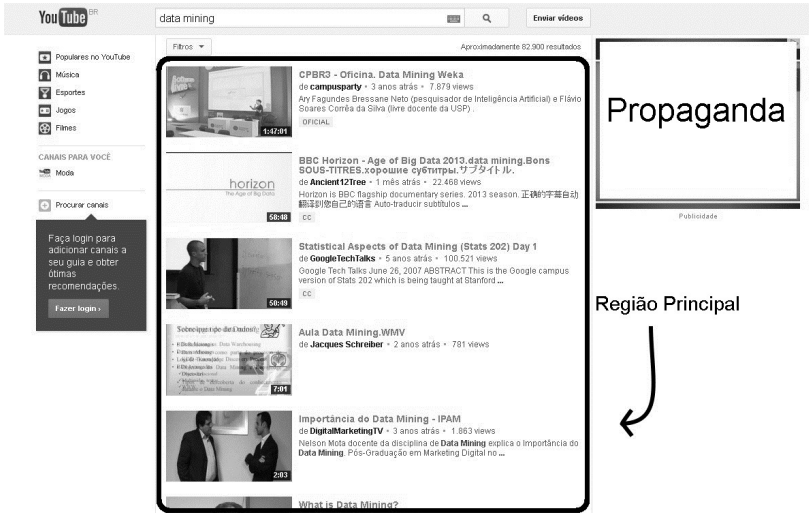 You Tube BR
data mining
Enviar vídeos
Filtros
Aproximadamente 82.900 resultados
Populares no YouTube
Música
Esportes
Jogos
Filmes
CANAIS PARA VOCÊ
Moda
Procurar canais
Faça login para
adicionar canais a
seu guia e obter
ótimas
recomendações.
Fazer login ›
1:47:01
CPBR3 - Oficina. Data Mining Weka
de campusparty • 3 anos atrás • 7.879 views
Ary Fagundes Bressane Neto (pesquisador de Inteligência Artificial) e Flávio
Soares Corrêa da Silva (livre docente da USP) .
OFICIAL
horizon
The Age of Big Data
58:48
BBC Horizon - Age of Big Data 2013.data mining.Bons
SOUS-TITRES.хорошие субтитры.サブタイトル.
de Ancient12Tree • 1 mês atrás • 22.468 views
Horizon is BBC flagship documentary series. 2013 season. 正确的字幕自动
翻译到您自己的语言 Auto-traducir subtítulos ...
CC
58:49
Statistical Aspects of Data Mining (Stats 202) Day 1
de GoogleTechTalks • 5 anos atrás • 100.521 views
Google Tech Talks June 26, 2007 ABSTRACT This is the Google campus
version of Stats 202 which is being taught at Stanford ...
CC
7:01
Aula Data Mining.WMV
de Jacques Schreiber • 2 anos atrás • 781 views
2:03
Importância do Data Mining - IPAM
de DigitalMarketingTV • 3 anos atrás • 1.863 views
Nelson Mota docente da disciplina de Data Mining explica o Importância do
Data Mining. Pós-Graduação em Marketing Digital no ...
What is Data Mining?
Propaganda
Publicidade
Região Principal